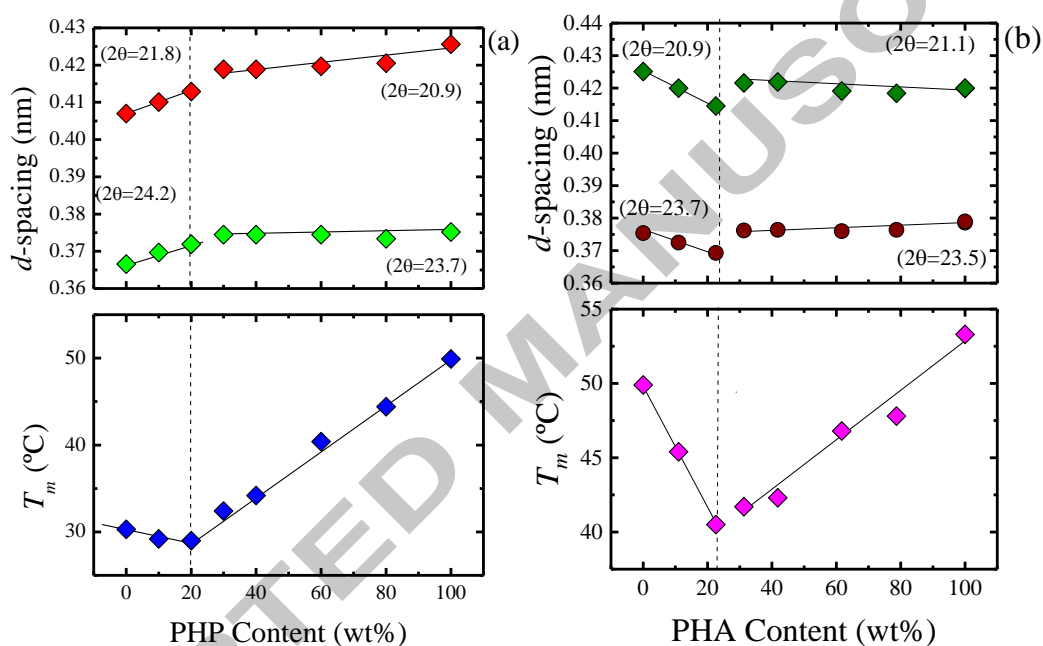 (a)
0.43
0.42
0.41
0.40
0.39
0.38
0.37
0.36
d-spacing (nm)
(2θ=21.8)
(2θ=20.9)
(2θ=24.2)
(2θ=23.7)
50
40
30
T_m (ºC)
0 20 40 60 80 100
PHP Content (wt%)
(b)
0.44
0.43
0.42
0.41
0.40
0.39
0.38
0.37
0.36
d-spacing (nm)
(2θ=20.9)
(2θ=21.1)
(2θ=23.7)
(2θ=23.5)
55
50
45
40
T_m (ºC)
0 20 40 60 80 100
PHA Content (wt%)
TED MANUSC